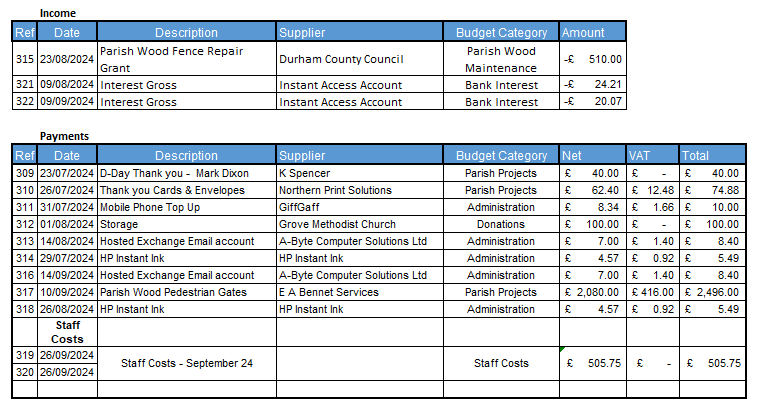 Income
Ref Date Description Supplier Budget Category Amount
315 23/08/2024 Parish Wood Fence Repair Grant Durham County Council Parish Wood Maintenance -£ 510.00
321 09/08/2024 Interest Gross Instant Access Account Bank Interest -£ 24.21
322 09/09/2024 Interest Gross Instant Access Account Bank Interest -£ 20.07
Payments
Ref Date Description Supplier Budget Category Net VAT Total
309 23/07/2024 D-Day Thank you - Mark Dixon K Spencer Parish Projects £ 40.00 £ - £ 40.00
310 26/07/2024 Thank you Cards & Envelopes Northern Print Solutions Parish Projects £ 62.40 £ 12.48 £ 74.88
311 31/07/2024 Mobile Phone Top Up GiffGaff Administration £ 8.34 £ 1.66 £ 10.00
312 01/08/2024 Storage Grove Methodist Church Donations £ 100.00 £ - £ 100.00
313 14/08/2024 Hosted Exchange Email account A-Byte Computer Solutions Ltd Administration £ 7.00 £ 1.40 £ 8.40
314 29/07/2024 HP Instant Ink HP Instant Ink Administration £ 4.57 £ 0.92 £ 5.49
316 14/09/2024 Hosted Exchange Email account A-Byte Computer Solutions Ltd Administration £ 7.00 £ 1.40 £ 8.40
317 10/09/2024 Parish Wood Pedestrian Gates E A Bennet Services Parish Projects £ 2,080.00 £ 416.00 £ 2,496.00
318 26/08/2024 HP Instant Ink HP Instant Ink Administration £ 4.57 £ 0.92 £ 5.49
Staff
Costs
319 26/09/2024
Staff Costs - September 24 Staff Costs £ 505.75 £ - £ 505.75
320 26/09/2024